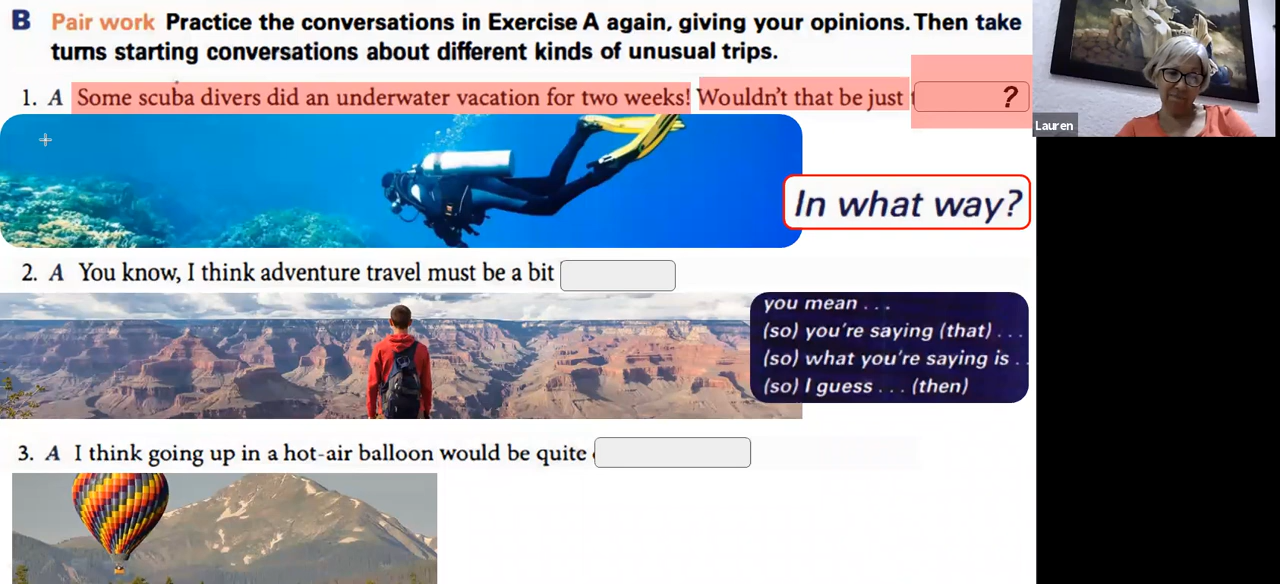 B Pair work Practice the conversations in Exercise A again, giving your opinions. Then take
turns starting conversations about different kinds of unusual trips.
1. A Some scuba divers did an underwater vacation for two weeks! Wouldn't that be just ?
Lauren
In what way?
2. A You know, I think adventure travel must be a bit
you mean . . .
(so) you're saying (that) . . .
(so) what you're saying is . .
(so) I guess . . . (then)
3. A I think going up in a hot-air balloon would be quite